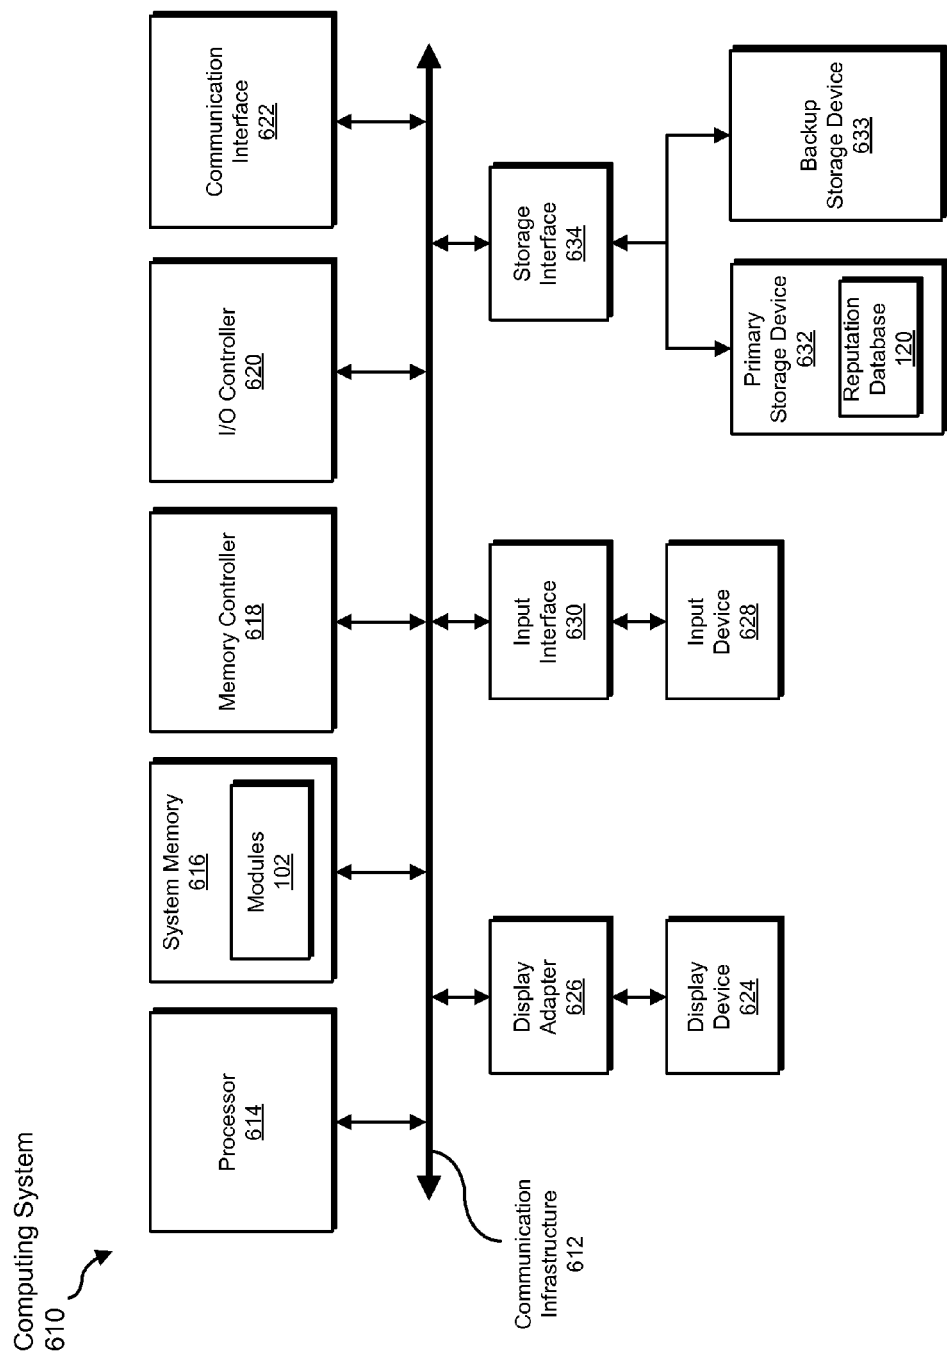 Computing System
610
Processor
614
System Memory
616
Modules
102
Memory Controller
618
I/O Controller
620
Communication
Interface
622
Communication
Infrastructure
612
Display
Adapter
626
Input
Interface
630
Storage
Interface
634
Display
Device
624
Input
Device
628
Primary
Storage Device
632
Reputation
Database
120
Backup
Storage Device
633